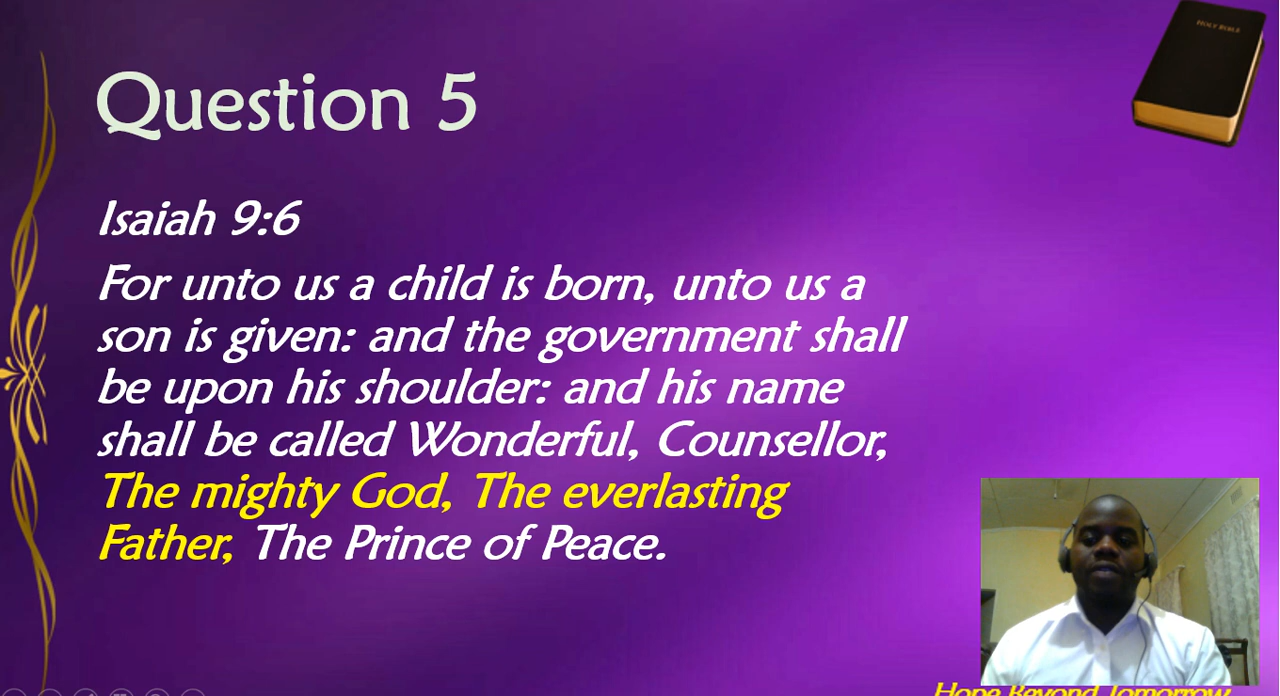 HOLY BIBLE
Question 5
Isaiah 9:6
For unto us a child is born, unto us a
son is given: and the government shall
be upon his shoulder: and his name
shall be called Wonderful, Counsellor,
The mighty God, The everlasting
Father, The Prince of Peace.
Hope Beyond Tomorrow